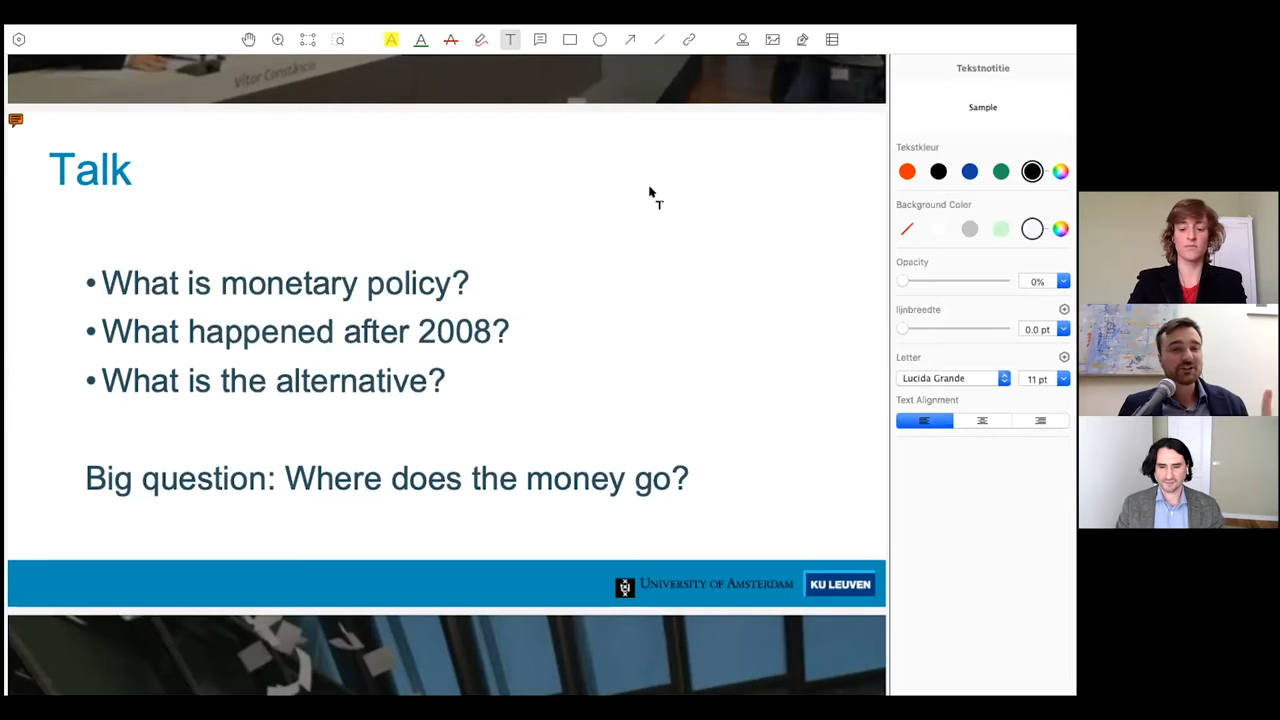 A A A T T
Tekstnotitie
Vítor Constâncio
Sample
Talk
Tekstkleur
Background Color
•What is monetary policy?
Opacity
0%
•What happened after 2008?
lijnbreedte
0.0 pt
•What is the alternative?
Letter
Lucida Grande 11 pt
Text Alignment
Big question: Where does the money go?
UNIVERSITY OF AMSTERDAM KU LEUVEN